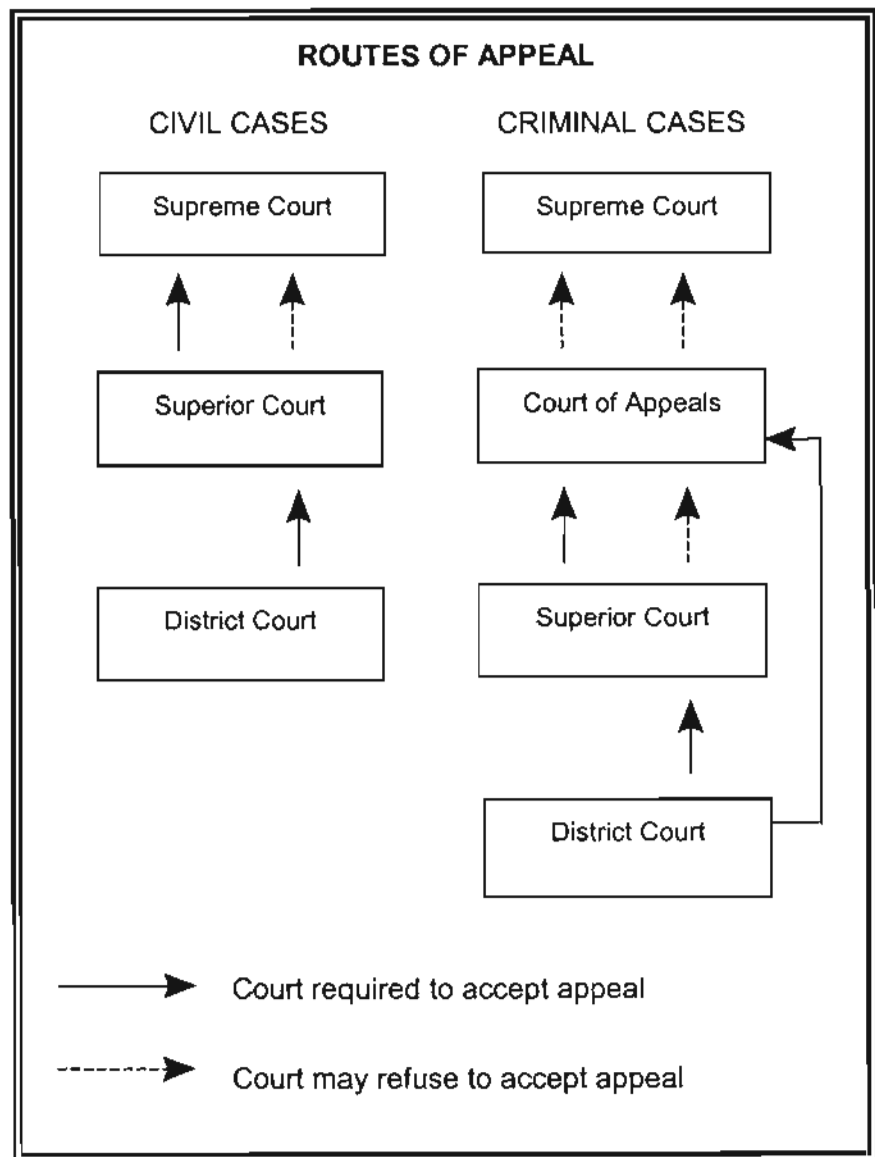 ROUTES OF APPEAL
CIVIL CASES
Supreme Court
Superior Court
District Court
CRIMINAL CASES
Supreme Court
Court of Appeals
Superior Court
District Court
Court required to accept appeal
Court may refuse to accept appeal